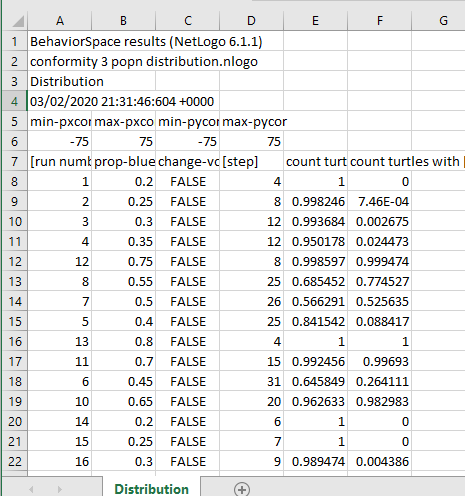 A B C D E F G
1 BehaviorSpace results (NetLogo 6.1.1)
2 conformity 3 popn distribution.nlogo
3 Distribution
4 03/02/2020 21:31:46:604 +0000
5 min-pxcor max-pxco min-pycor max-pycor
6 -75 75 -75 75
7 [run numb prop-blue change-vo [step] count turt count turtles with [
8 1 0.2 FALSE 4 1 0
9 2 0.25 FALSE 8 0.998246 7.46E-04
10 3 0.3 FALSE 12 0.993684 0.002675
11 4 0.35 FALSE 12 0.950178 0.024473
12 12 0.75 FALSE 8 0.998597 0.999474
13 8 0.55 FALSE 25 0.685452 0.774527
14 7 0.5 FALSE 26 0.566291 0.525635
15 5 0.4 FALSE 25 0.841542 0.088417
16 13 0.8 FALSE 4 1 1
17 11 0.7 FALSE 15 0.992456 0.99693
18 6 0.45 FALSE 31 0.645849 0.264111
19 10 0.65 FALSE 20 0.962633 0.982983
20 14 0.2 FALSE 6 1 0
21 15 0.25 FALSE 7 1 0
22 16 0.3 FALSE 9 0.989474 0.004386
Distribution